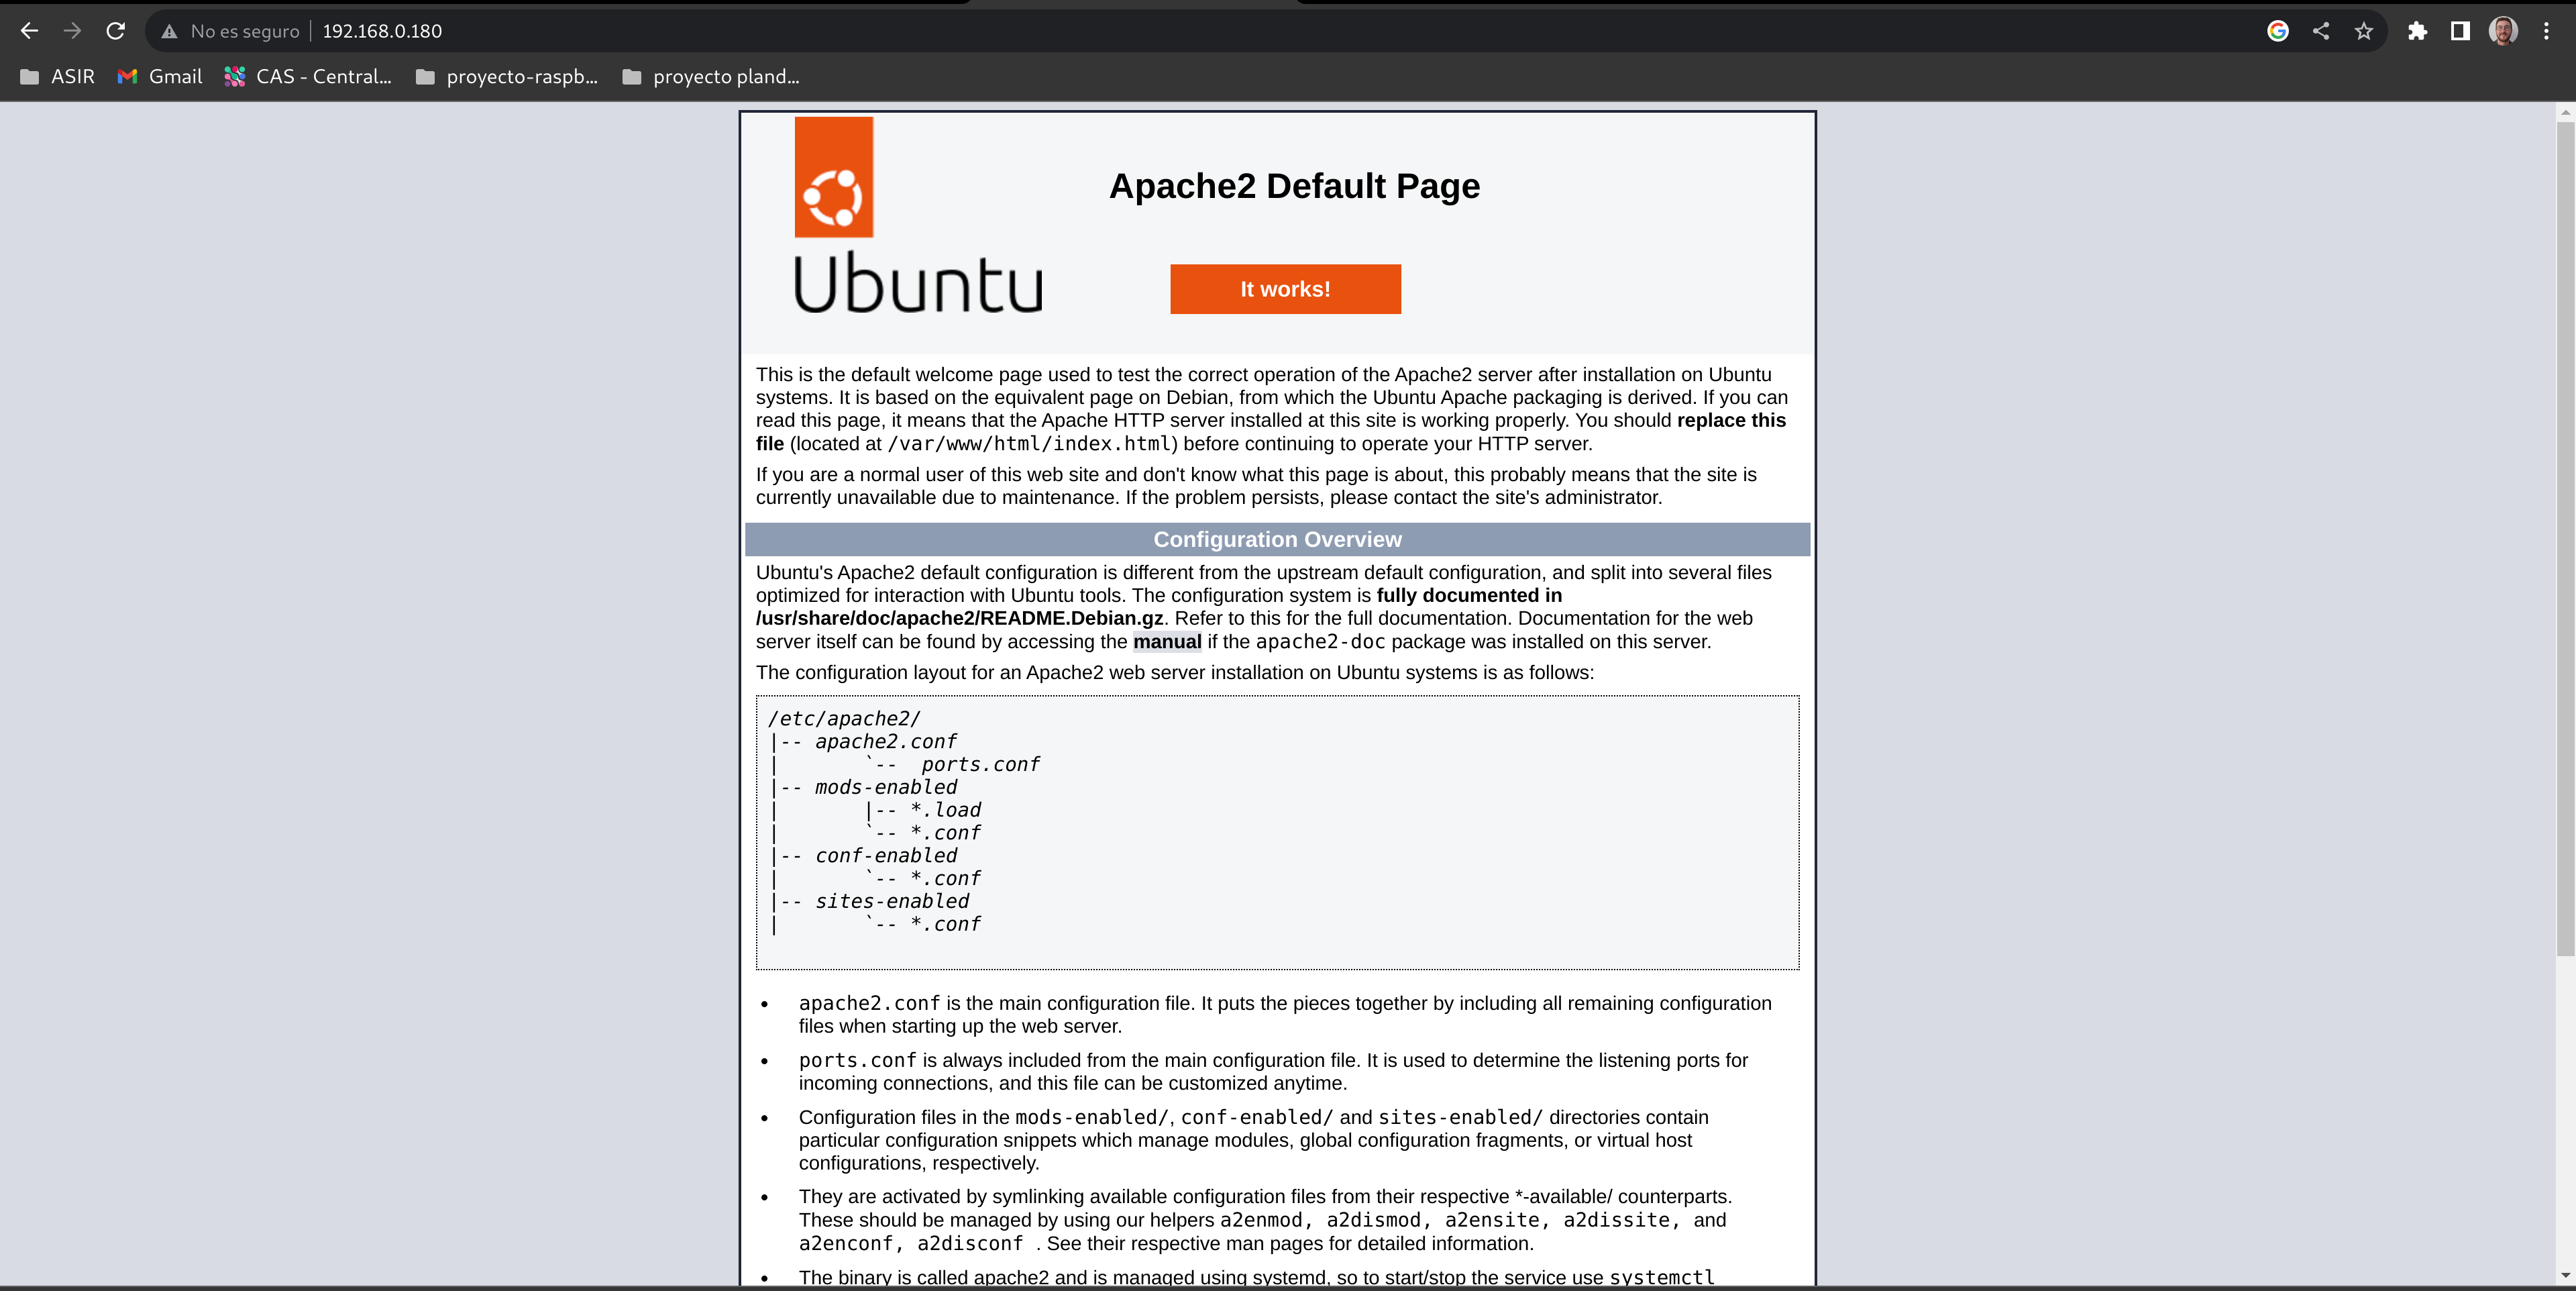 No es seguro 192.168.0.180
ASIR Gmail CAS - Central... proyecto-raspb... proyecto pland...
Apache2 Default Page
Ubuntu
It works!
This is the default welcome page used to test the correct operation of the Apache2 server after installation on Ubuntu
systems. It is based on the equivalent page on Debian, from which the Ubuntu Apache packaging is derived. If you can
read this page, it means that the Apache HTTP server installed at this site is working properly. You should replace this
file (located at /var/www/html/index.html) before continuing to operate your HTTP server.
If you are a normal user of this web site and don't know what this page is about, this probably means that the site is
currently unavailable due to maintenance. If the problem persists, please contact the site's administrator.
Configuration Overview
Ubuntu's Apache2 default configuration is different from the upstream default configuration, and split into several files
optimized for interaction with Ubuntu tools. The configuration system is fully documented in
/usr/share/doc/apache2/README.Debian.gz. Refer to this for the full documentation. Documentation for the web
server itself can be found by accessing the manual if the apache2-doc package was installed on this server.
The configuration layout for an Apache2 web server installation on Ubuntu systems is as follows:
/etc/apache2/
|-- apache2.conf
|       `--  ports.conf
|-- mods-enabled
|       |-- *.load
|       `-- *.conf
|-- conf-enabled
|       `-- *.conf
|-- sites-enabled
|       `-- *.conf
• apache2.conf is the main configuration file. It puts the pieces together by including all remaining configuration
files when starting up the web server.
• ports.conf is always included from the main configuration file. It is used to determine the listening ports for
incoming connections, and this file can be customized anytime.
• Configuration files in the mods-enabled/, conf-enabled/ and sites-enabled/ directories contain
particular configuration snippets which manage modules, global configuration fragments, or virtual host
configurations, respectively.
• They are activated by symlinking available configuration files from their respective *-available/ counterparts.
These should be managed by using our helpers a2enmod, a2dismod, a2ensite, a2dissite, and
a2enconf, a2disconf . See their respective man pages for detailed information.
• The binary is called apache2 and is managed using systemd, so to start/stop the service use systemctl